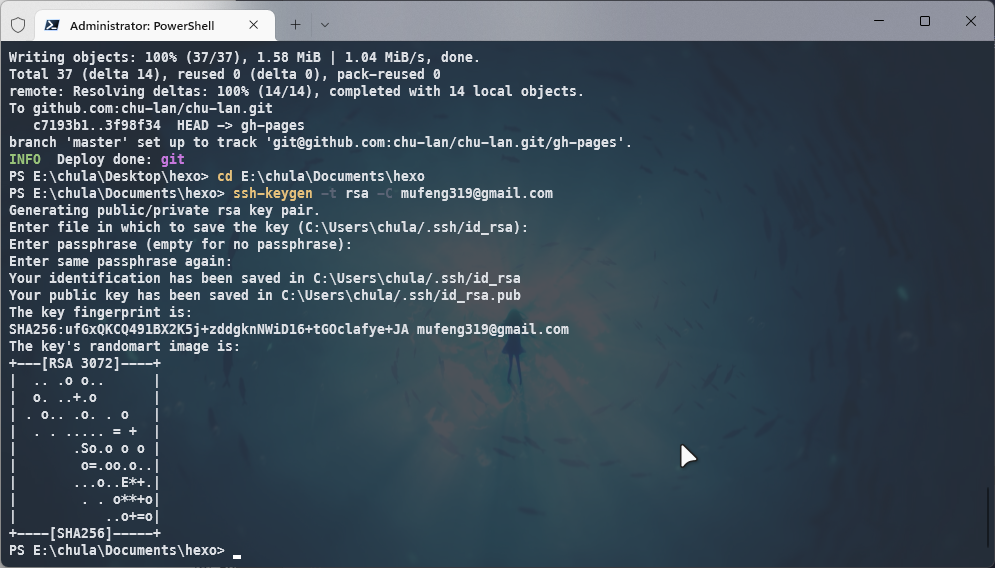 Administrator: PowerShell
Writing objects: 100% (37/37), 1.58 MiB | 1.04 MiB/s, done.
Total 37 (delta 14), reused 0 (delta 0), pack-reused 0
remote: Resolving deltas: 100% (14/14), completed with 14 local objects.
To github.com:chu-lan/chu-lan.git
   c7193b1..3f98f34  HEAD -> gh-pages
branch 'master' set up to track 'git@github.com:chu-lan/chu-lan.git/gh-pages'.
INFO  Deploy done: git
PS E:\chula\Desktop\hexo> cd E:\chula\Documents\hexo
PS E:\chula\Documents\hexo> ssh-keygen -t rsa -C mufeng319@gmail.com
Generating public/private rsa key pair.
Enter file in which to save the key (C:\Users\chula/.ssh/id_rsa):
Enter passphrase (empty for no passphrase):
Enter same passphrase again:
Your identification has been saved in C:\Users\chula/.ssh/id_rsa
Your public key has been saved in C:\Users\chula/.ssh/id_rsa.pub
The key fingerprint is:
SHA256:ufGxQKCQ491BX2K5j+zddgknNWiD16+tGOclafye+JA mufeng319@gmail.com
The key's randomart image is:
+---[RSA 3072]----+
|  .. .o o..      |
|  o. ..+.o       |
| . o.. .o. . o   |
|  . . ..... = +  |
|       .So.o o o |
|        o=.oo.o..|
|       ...o..E*+.|
|        . . o**+o|
|           ..o+=o|
+----[SHA256]-----+
PS E:\chula\Documents\hexo>